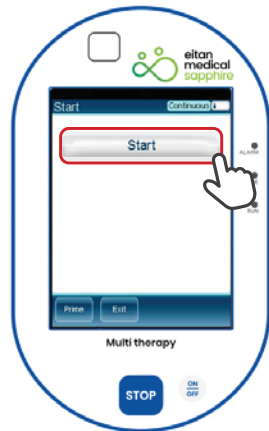 eitan
medical
sapphire
Start
Continuous
Start
ALARM
RUN
Prime
Exit
Multi therapy
STOP
ON
OFF